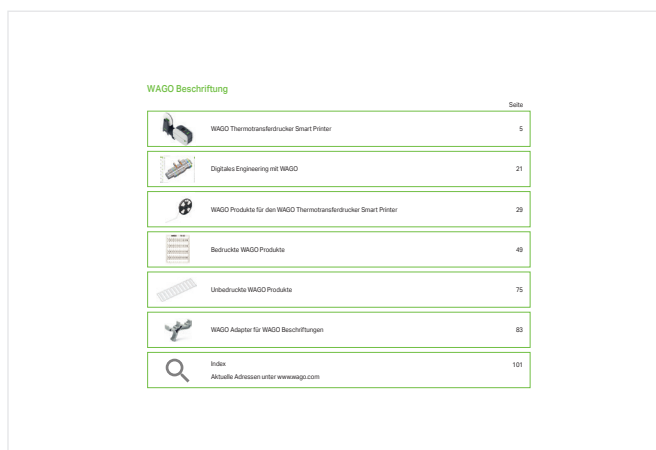 WAGO Beschriftung
Seite
WAGO Thermotransferdrucker Smart Printer 5
Digitales Engineering mit WAGO 21
WAGO Produkte für den WAGO Thermotransferdrucker Smart Printer 29
Bedruckte WAGO Produkte 49
Unbedruckte WAGO Produkte 75
WAGO Adapter für WAGO Beschriftungen 83
Index 101
Aktuelle Adressen unter www.wago.com